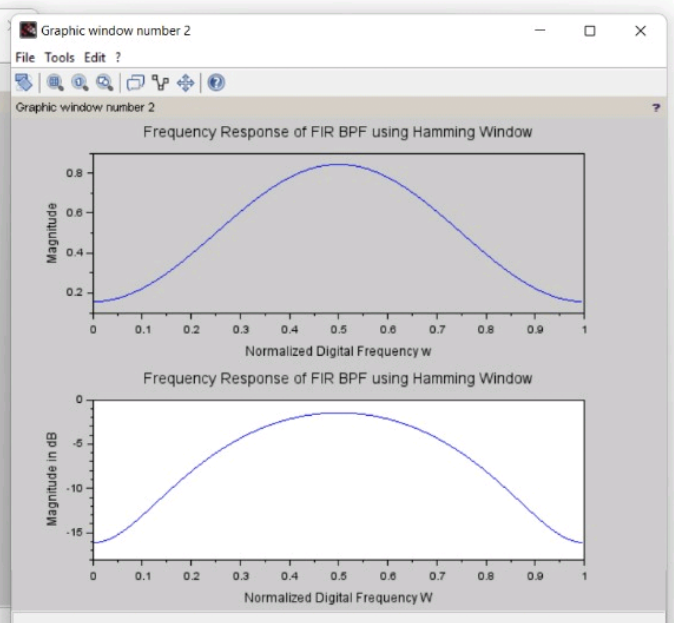 Graphic window number 2
File Tools Edit ?
Graphic window number 2 ?
Frequency Response of FIR BPF using Hamming Window
0.8
0.6
0.4
0.2
Magnitude
0 0.1 0.2 0.3 0.4 0.5 0.6 0.7 0.8 0.9 1
Normalized Digital Frequency w
Frequency Response of FIR BPF using Hamming Window
0
-5
-10
-15
Magnitude in dB
0 0.1 0.2 0.3 0.4 0.5 0.6 0.7 0.8 0.9 1
Normalized Digital Frequency W